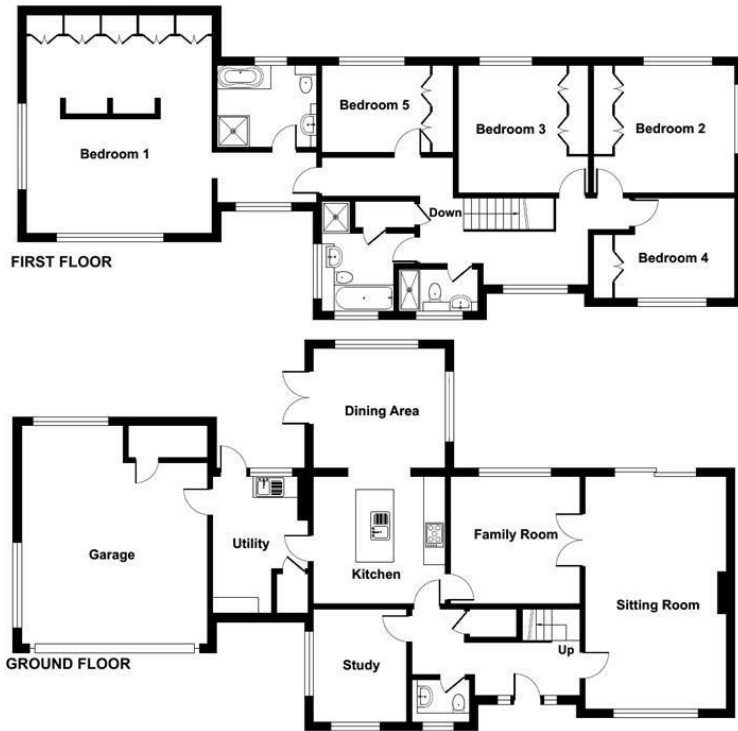 Bedroom 5
Bedroom 3
Bedroom 2
Bedroom 1
Down
Bedroom 4
FIRST FLOOR
Dining Area
Garage
Utility
Kitchen
Family Room
Sitting Room
Study
Up
GROUND FLOOR